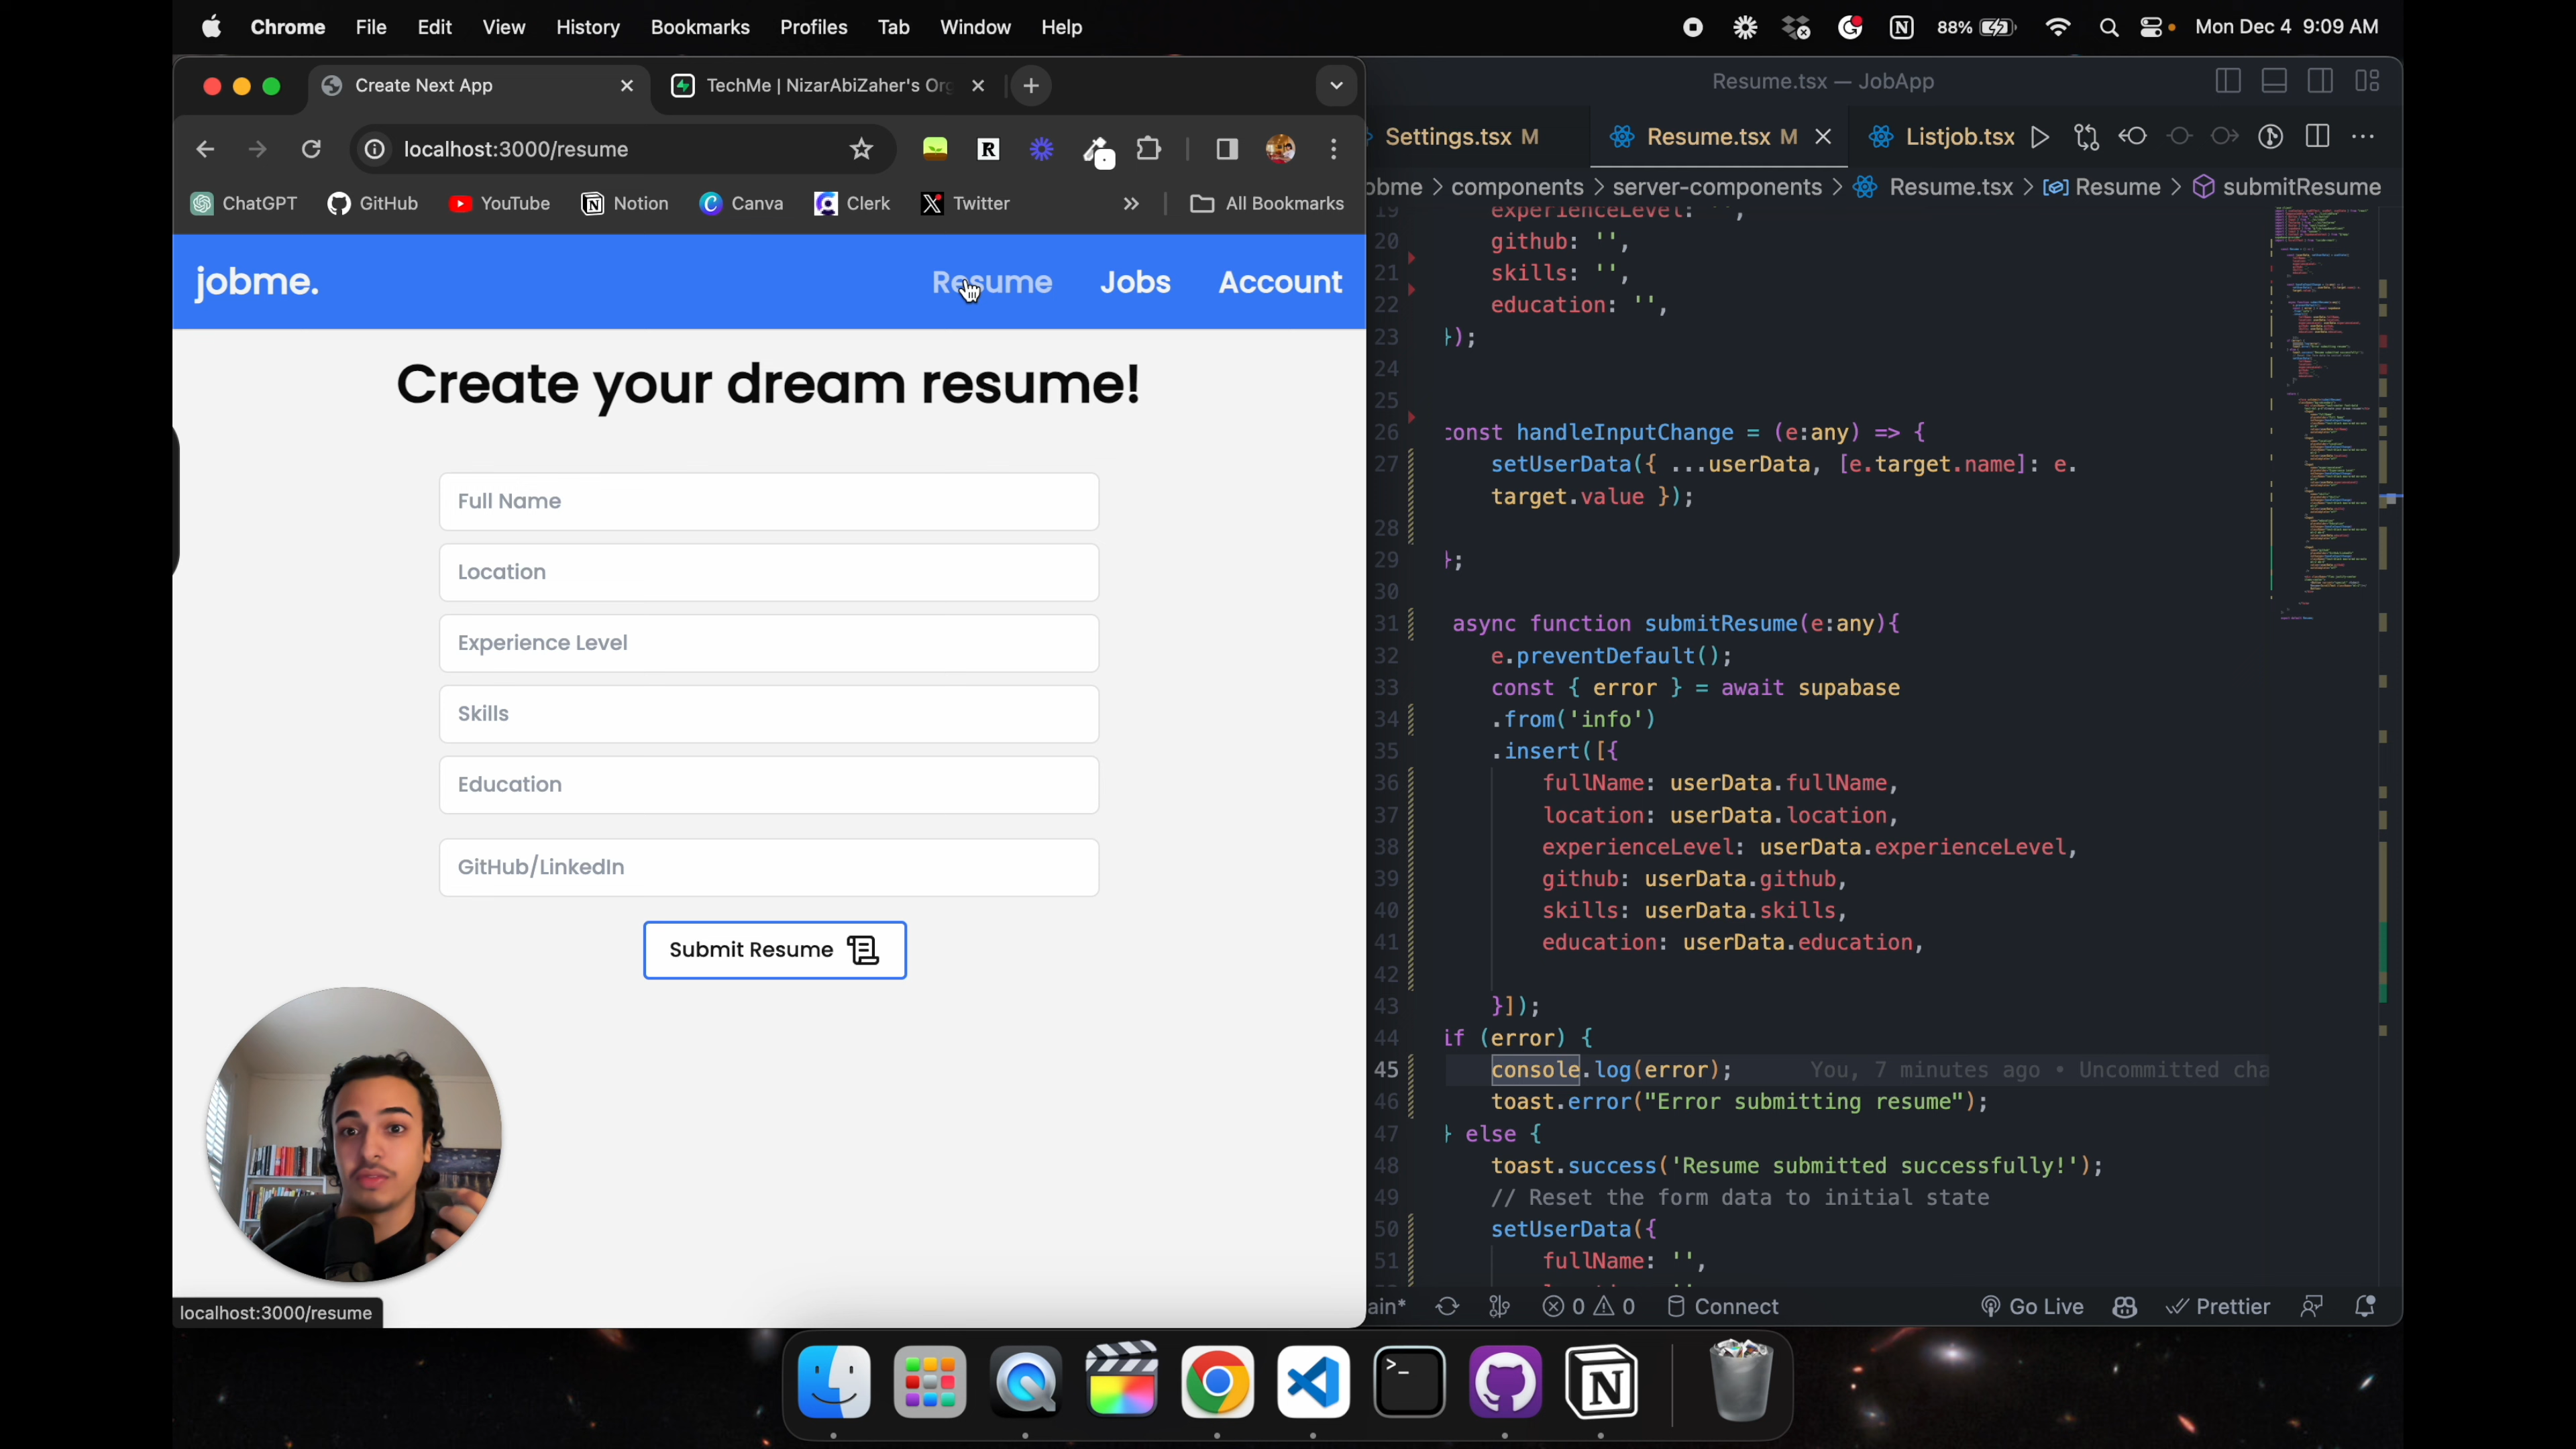 Chrome File Edit View History Bookmarks Profiles Tab Window Help 88% Mon Dec 4 9:09 AM
Create Next App
TechMe | NizarAbiZaher's Org
localhost:3000/resume
ChatGPT GitHub YouTube Notion Canva Clerk Twitter » All Bookmarks
jobme. Resume Jobs Account
Create your dream resume!
Full Name
Location
Experience Level
Skills
Education
GitHub/LinkedIn
Submit Resume
localhost:3000/resume
Resume.tsx — JobApp
Settings.tsx M Resume.tsx M Listjob.tsx
obme > components > server-components > Resume.tsx > Resume > submitResume
19 experienceLevel: '',
20 github: '',
21 skills: '',
22 education: '',
23 });
24
25
26 const handleInputChange = (e:any) => {
27 setUserData({ ...userData, [e.target.name]: e.
target.value });
28
29 };
30
31 async function submitResume(e:any){
32 e.preventDefault();
33 const { error } = await supabase
34 .from('info')
35 .insert([{
36 fullName: userData.fullName,
37 location: userData.location,
38 experienceLevel: userData.experienceLevel,
39 github: userData.github,
40 skills: userData.skills,
41 education: userData.education,
42
43 }]);
44 if (error) {
45 console.log(error); You, 7 minutes ago • Uncommitted cha
46 toast.error("Error submitting resume");
47 } else {
48 toast.success('Resume submitted successfully!');
49 // Reset the form data to initial state
50 setUserData({
51 fullName: '',
ain* 0 0 Connect Go Live Prettier